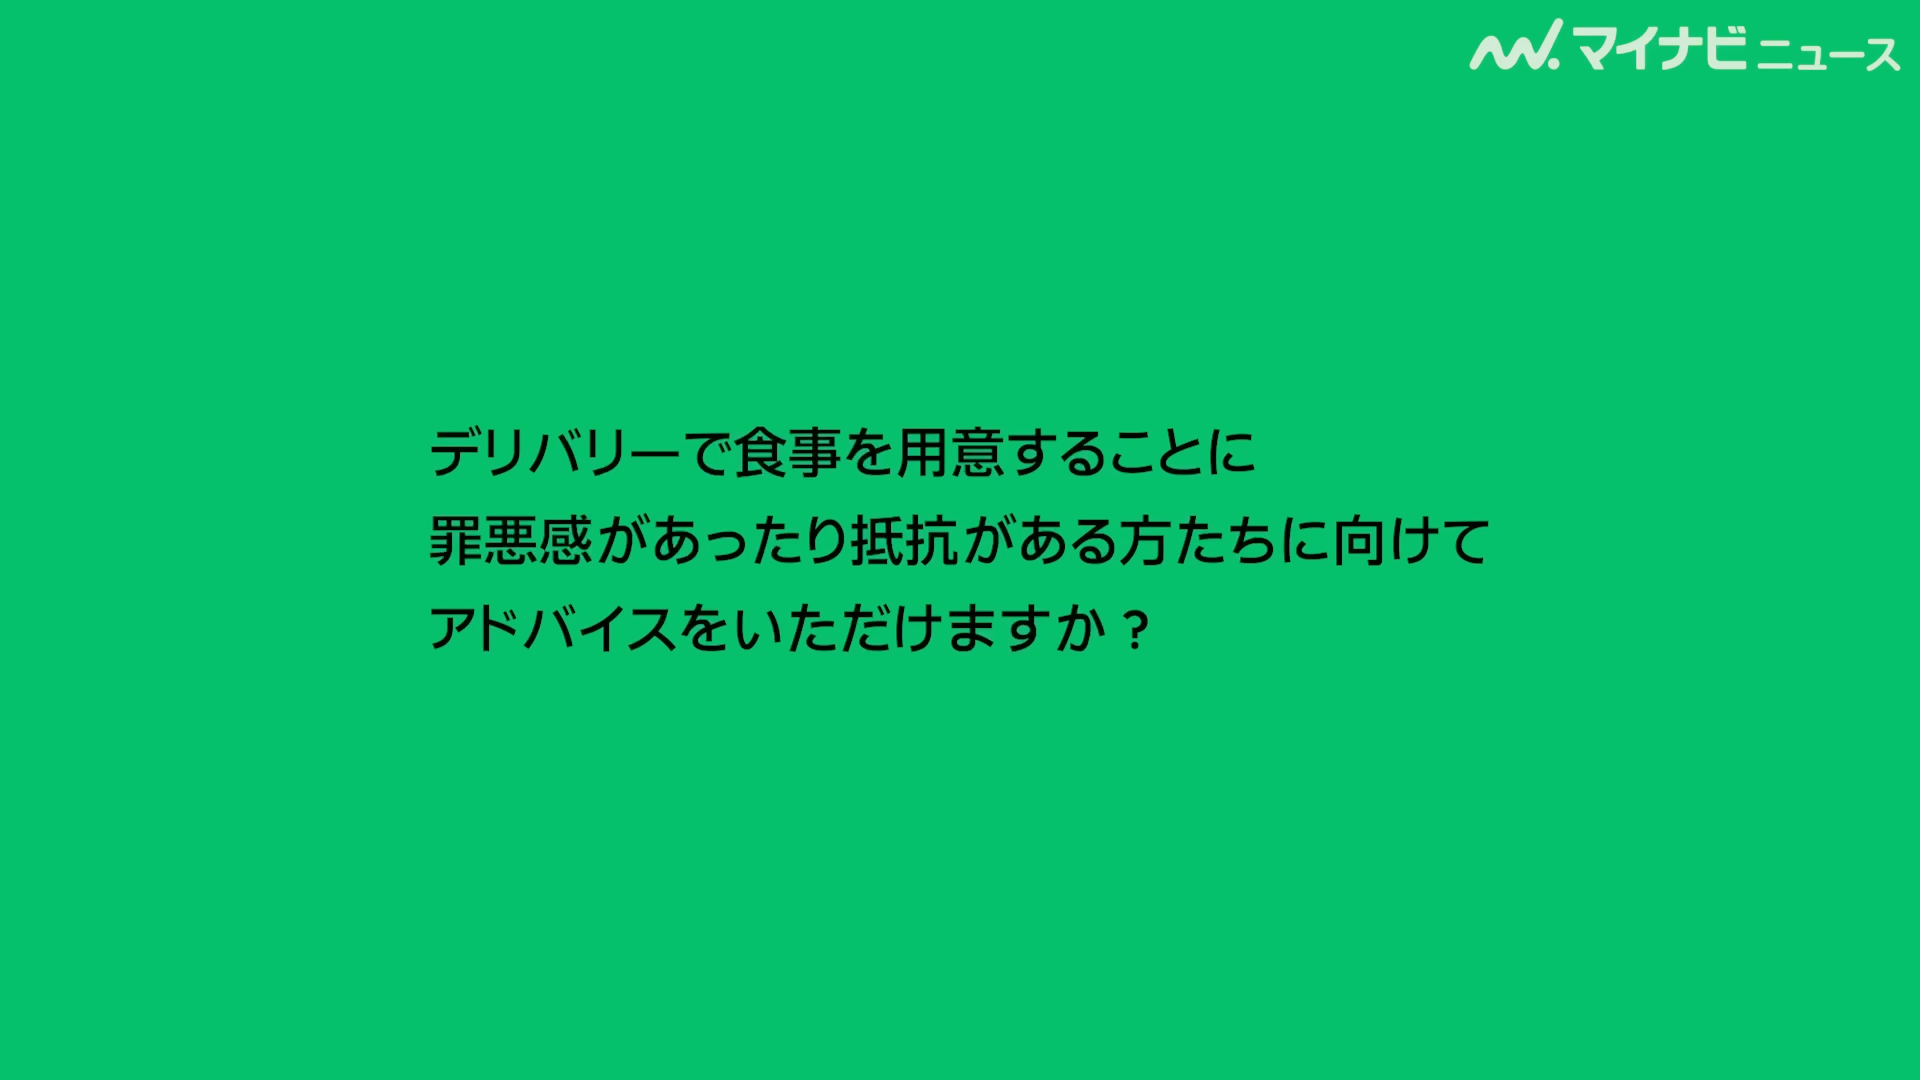 マイナビニュース
デリバリーで食事を用意することに
罪悪感があったり抵抗がある方たちに向けて
アドバイスをいただけますか?